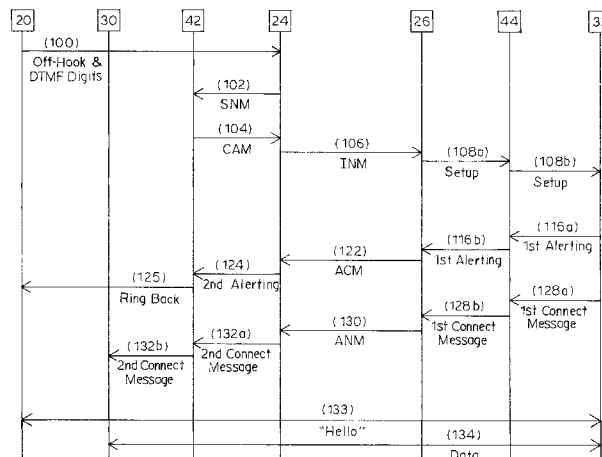 20 30 42 24 26 44
(100)
Off-Hook &
DTMF Digits
(102)
SNM
(104)
CAM
(106)
INM
(108a)
Setup
(108b)
Setup
(116a)
1st Alerting
(116b)
1st Alerting
(122)
ACM
(124)
2nd Alerting
(125)
Ring Back
(128a)
1st Connect
Message
(128b)
1st Connect
Message
(130)
ANM
(132a)
2nd Connect
Message
(132b)
2nd Connect
Message
(133)
"Hello"
(134)
Data